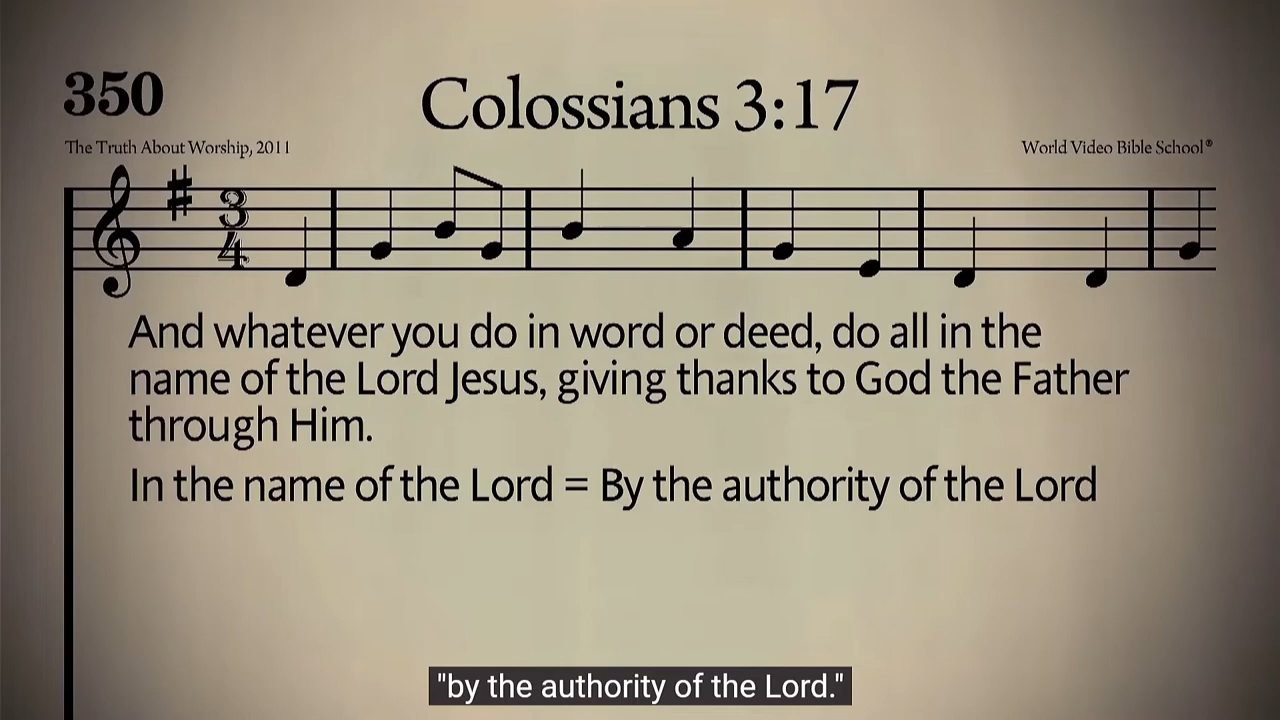 350
Colossians 3:17
The Truth About Worship, 2011
World Video Bible School®
3
4
And whatever you do in word or deed, do all in the
name of the Lord Jesus, giving thanks to God the Father
through Him.
In the name of the Lord = By the authority of the Lord
"by the authority of the Lord."